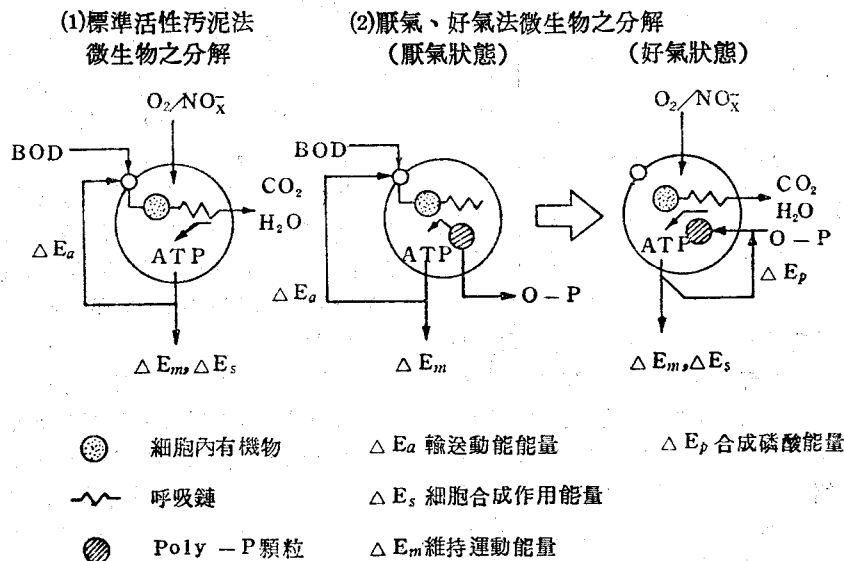 (1)標準活性污泥法
微生物之分解
(2)厭氣、好氣法微生物之分解
(厭氣狀態)
(好氣狀態)
O₂/NOₓ⁻
BOD
CO₂
H₂O
ATP
△Eₐ
△Eₘ, △Eₛ
BOD
ATP
△Eₐ
O-P
△Eₘ
O₂/NOₓ⁻
CO₂
H₂O
ATP
O-P
△Eₚ
△Eₘ, △Eₛ
細胞內有機物
△Eₐ 輸送動能能量
△Eₚ 合成磷酸能量
呼吸鏈
△Eₛ 細胞合成作用能量
Poly -P顆粒
△Eₘ維持運動能量